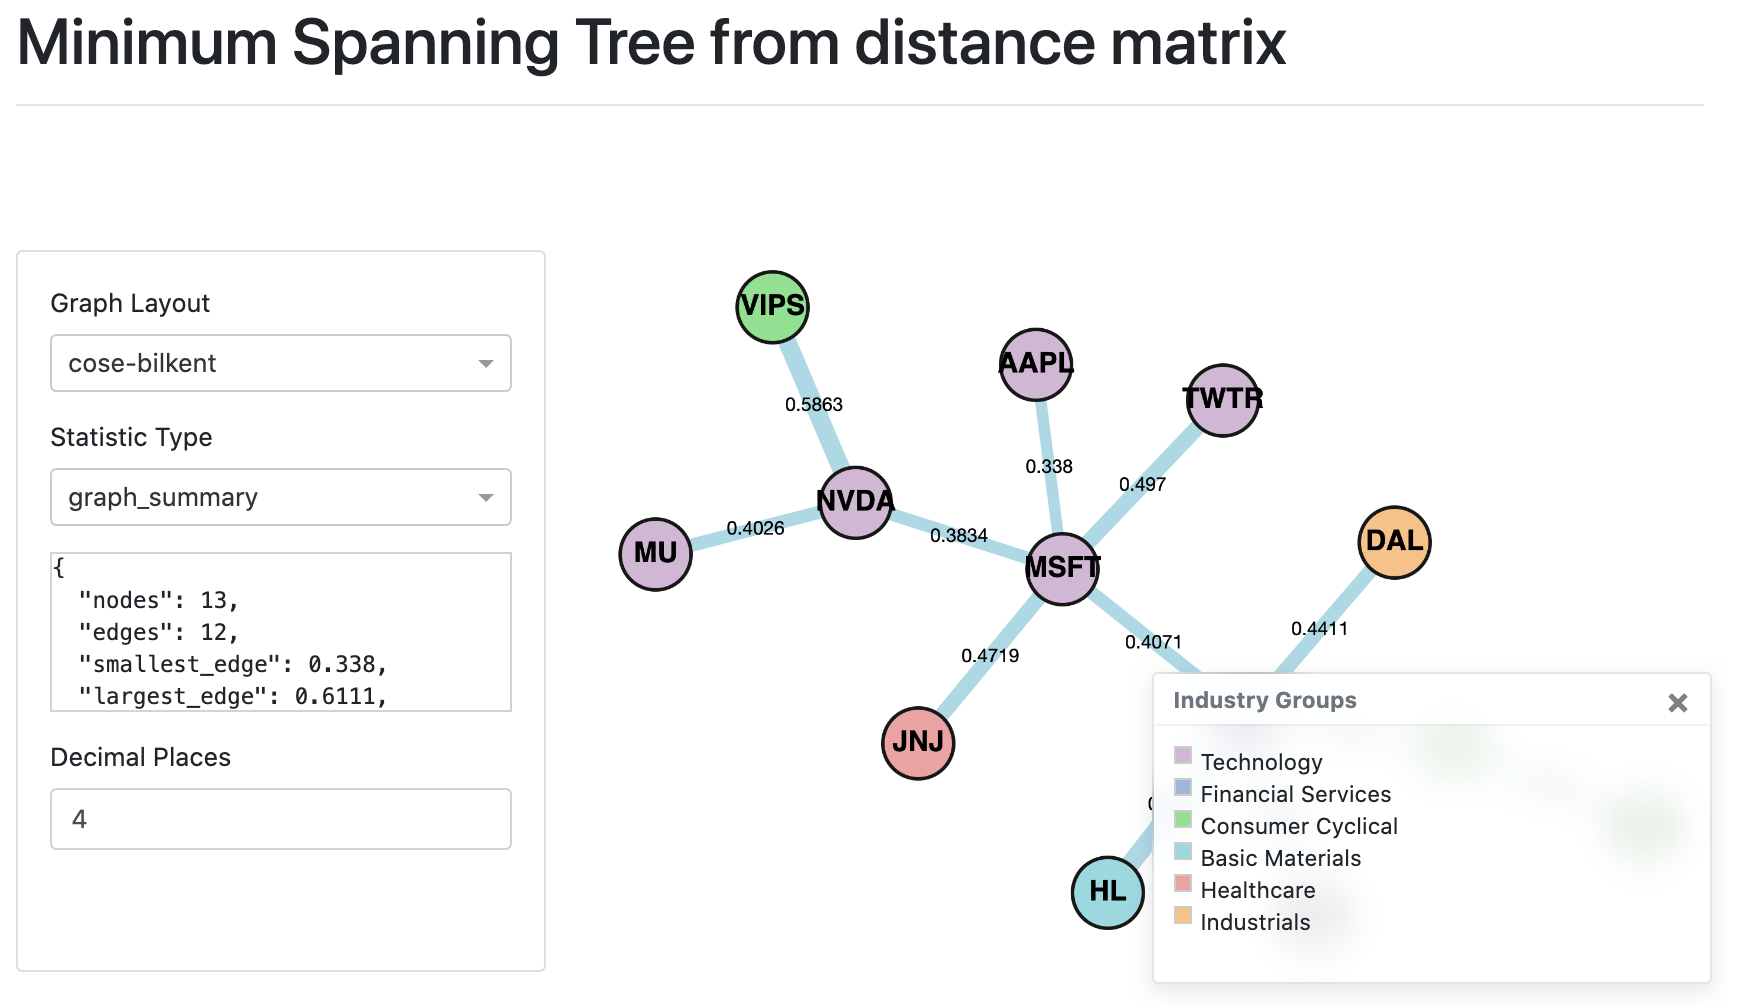 Minimum Spanning Tree from distance matrix
Graph Layout
cose-bilkent
Statistic Type
graph_summary
{
"nodes": 13,
"edges": 12,
"smallest_edge": 0.338,
"largest_edge": 0.6111,
Decimal Places
4
VIPS
AAPL
TWTR
0.5863
0.338
0.497
NVDA
MU
0.4026
0.3834
MSFT
DAL
0.4719
0.4071
0.4411
JNJ
HL
Industry Groups
×
Technology
Financial Services
Consumer Cyclical
Basic Materials
Healthcare
Industrials